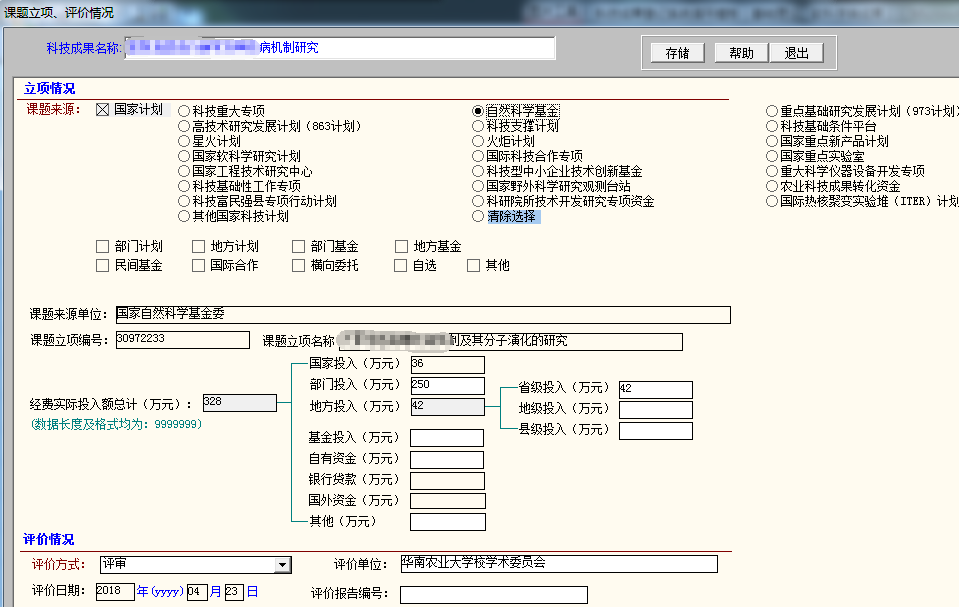 课题立项、评价情况
科技成果名称: 病机制研究 存储 帮助 退出
立项情况
课题来源: 国家计划 科技重大专项 自然科学基金 重点基础研究发展计划（973计划）
高技术研究发展计划（863计划） 科技支撑计划 科技基础条件平台
星火计划 火炬计划 国家重点新产品计划
国家软科学研究计划 国际科技合作专项 国家重点实验室
国家工程技术研究中心 科技型中小企业技术创新基金 重大科学仪器设备开发专项
科技基础性工作专项 国家野外科学研究观测台站 农业科技成果转化资金
科技富民强县专项行动计划 科研院所技术开发研究专项资金 国际热核聚变实验堆（ITER）计划
其他国家科技计划 清除选择
部门计划 地方计划 部门基金 地方基金
民间基金 国际合作 横向委托 自选 其他
课题来源单位: 国家自然科学基金委
课题立项编号: 30972233 课题立项名称 及其分子演化的研究
国家投入（万元） 36
部门投入（万元） 250 省级投入（万元） 42
经费实际投入额总计（万元）: 328 地方投入（万元） 42 地级投入（万元）
(数据长度及格式均为: 9999999) 县级投入（万元）
基金投入（万元）
自有资金（万元）
银行贷款（万元）
国外资金（万元）
其他（万元）
评价情况
评价方式: 评审 评价单位: 华南农业大学校学术委员会
评价日期: 2018 年(yyyy) 04 月 23 日 评价报告编号: